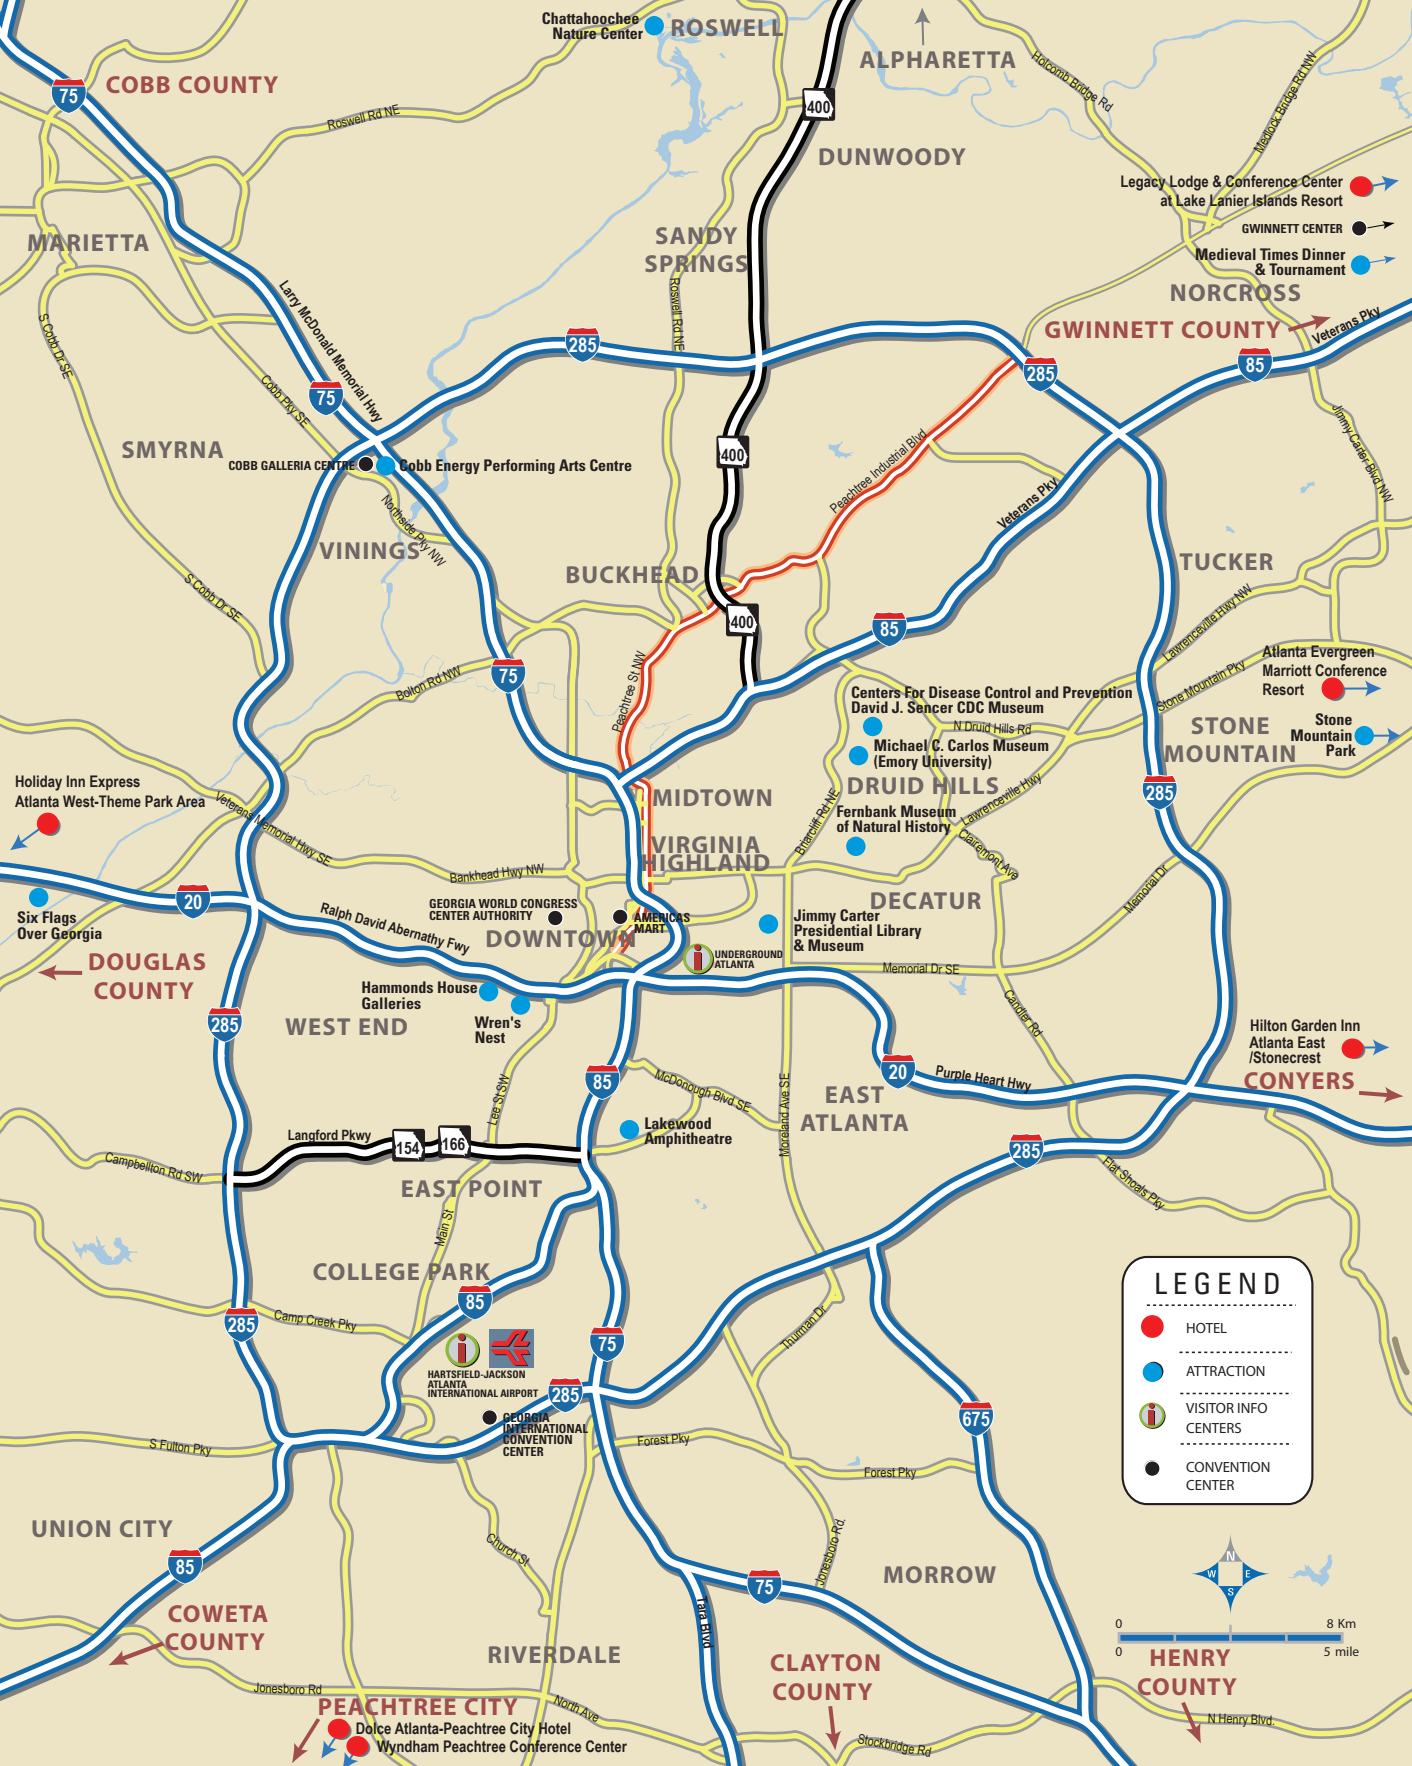 Chattahoochee
Nature Center
ROSWELL
ALPHARETTA
Holcomb Bridge Rd
Medlock Bridge Rd NW
COBB COUNTY
75
400
Roswell Rd NE
DUNWOODY
Legacy Lodge & Conference Center
at Lake Lanier Islands Resort
GWINNETT CENTER
Medieval Times Dinner
& Tournament
MARIETTA
SANDY
SPRINGS
NORCROSS
GWINNETT COUNTY
Veterans Pky
Larry McDonald Memorial Hwy
Roswell Rd NE
S Cobb Dr SE
285
285
85
75
Cobb Pky SE
Jimmy Carter Blvd NW
SMYRNA
COBB GALLERIA CENTRE
Cobb Energy Performing Arts Centre
400
Peachtree Industrial Blvd
Veterans Pky
Northside Pky NW
VININGS
BUCKHEAD
TUCKER
S Cobb Dr SE
400
85
Lawrenceville Hwy NW
Atlanta Evergreen
Marriott Conference
Resort
Stone Mountain Pky
Bolton Rd NW
75
Peachtree St NW
Centers For Disease Control and Prevention
David J. Sencer CDC Museum
N Druid Hills Rd
STONE
MOUNTAIN
Stone
Mountain
Park
Michael C. Carlos Museum
(Emory University)
DRUID HILLS
Holiday Inn Express
Atlanta West-Theme Park Area
285
MIDTOWN
Lawrenceville Hwy
Fernbank Museum
of Natural History
Briarcliff Rd NE
Clairemont Ave
Veterans Memorial Hwy SE
VIRGINIA
HIGHLAND
Bankhead Hwy NW
Memorial Dr
20
DECATUR
Six Flags
Over Georgia
Ralph David Abernathy Fwy
GEORGIA WORLD CONGRESS
CENTER AUTHORITY
AMERICAS
MART
DOWNTOWN
Jimmy Carter
Presidential Library
& Museum
UNDERGROUND
ATLANTA
DOUGLAS
COUNTY
Memorial Dr SE
Hammonds House
Galleries
Wren's
Nest
WEST END
285
Candler Rd
Hilton Garden Inn
Atlanta East
/Stonecrest
CONYERS
85
McDonough Blvd SE
20
Purple Heart Hwy
Lee St SW
Moreland Ave SE
EAST
ATLANTA
Lakewood
Amphitheatre
Langford Pkwy
154
166
285
Campbellton Rd SW
EAST POINT
Flat Shoals Pky
Main St
COLLEGE PARK
85
285
Camp Creek Pky
75
Thurman Dr
HARTSFIELD-JACKSON
ATLANTA
INTERNATIONAL AIRPORT
285
GEORGIA
INTERNATIONAL
CONVENTION
CENTER
675
S Fulton Pky
Forest Pky
Forest Pky
LEGEND
HOTEL
ATTRACTION
VISITOR INFO
CENTERS
CONVENTION
CENTER
UNION CITY
Church St
Jonesboro Rd.
85
75
MORROW
N
W E
S
COWETA
COUNTY
Tara Blvd
RIVERDALE
0 8 Km
0 5 mile
CLAYTON
COUNTY
HENRY
COUNTY
Jonesboro Rd
PEACHTREE CITY
North Ave
N Henry Blvd.
Dolce Atlanta-Peachtree City Hotel
Wyndham Peachtree Conference Center
Stockbridge Rd